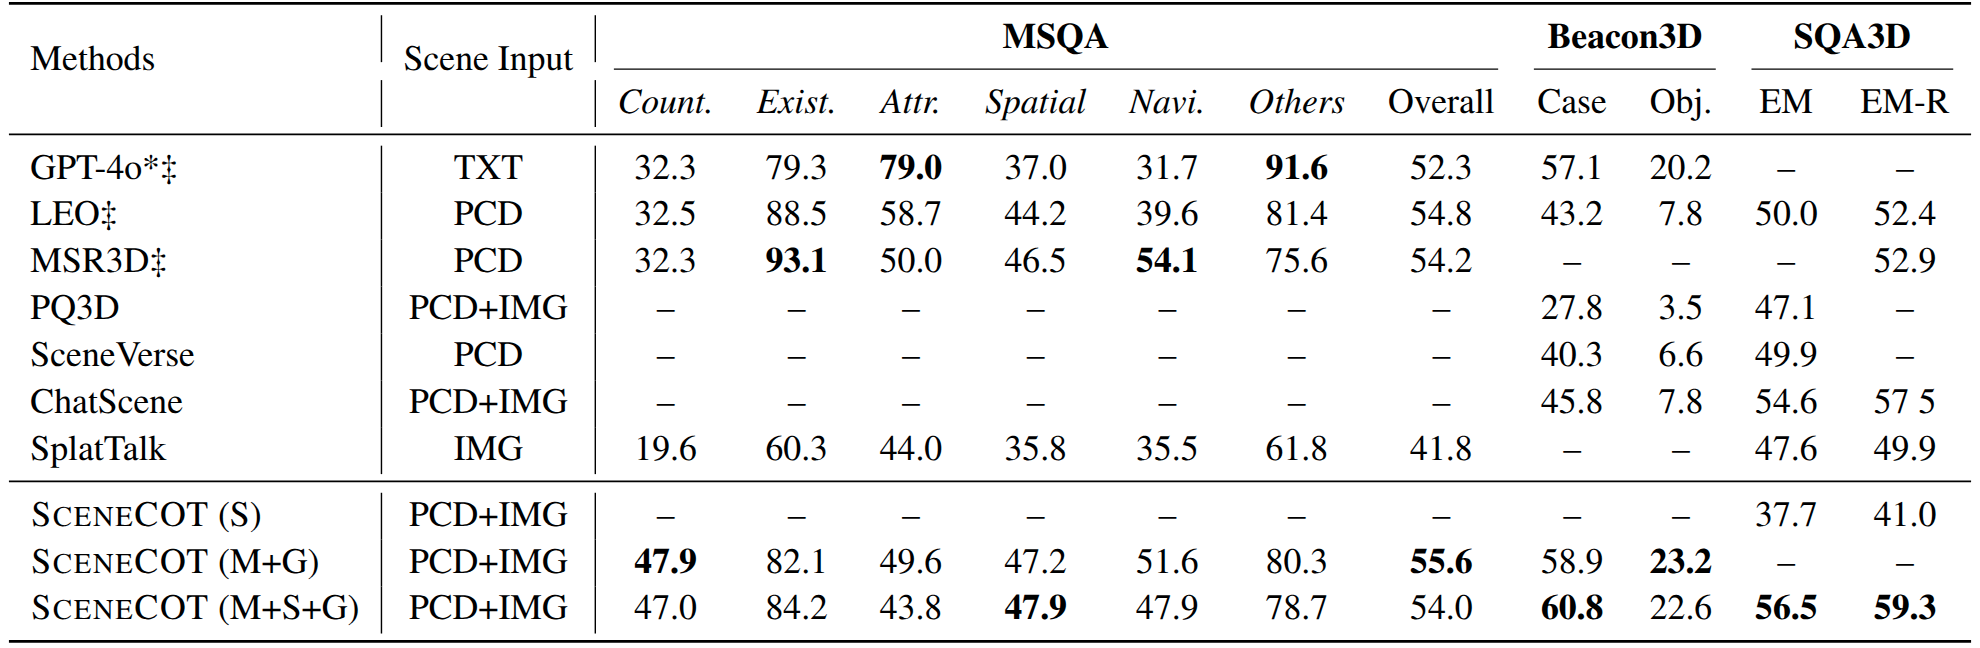 Methods Scene Input MSQA Beacon3D SQA3D
Count. Exist. Attr. Spatial Navi. Others Overall Case Obj. EM EM-R
GPT-4o*‡ TXT 32.3 79.3 79.0 37.0 31.7 91.6 52.3 57.1 20.2 – –
LEO‡ PCD 32.5 88.5 58.7 44.2 39.6 81.4 54.8 43.2 7.8 50.0 52.4
MSR3D‡ PCD 32.3 93.1 50.0 46.5 54.1 75.6 54.2 – – – 52.9
PQ3D PCD+IMG – – – – – – – 27.8 3.5 47.1 –
SceneVerse PCD – – – – – – – 40.3 6.6 49.9 –
ChatScene PCD+IMG – – – – – – – 45.8 7.8 54.6 57 5
SplatTalk IMG 19.6 60.3 44.0 35.8 35.5 61.8 41.8 – – 47.6 49.9
SCENECOT (S) PCD+IMG – – – – – – – – – 37.7 41.0
SCENECOT (M+G) PCD+IMG 47.9 82.1 49.6 47.2 51.6 80.3 55.6 58.9 23.2 – –
SCENECOT (M+S+G) PCD+IMG 47.0 84.2 43.8 47.9 47.9 78.7 54.0 60.8 22.6 56.5 59.3